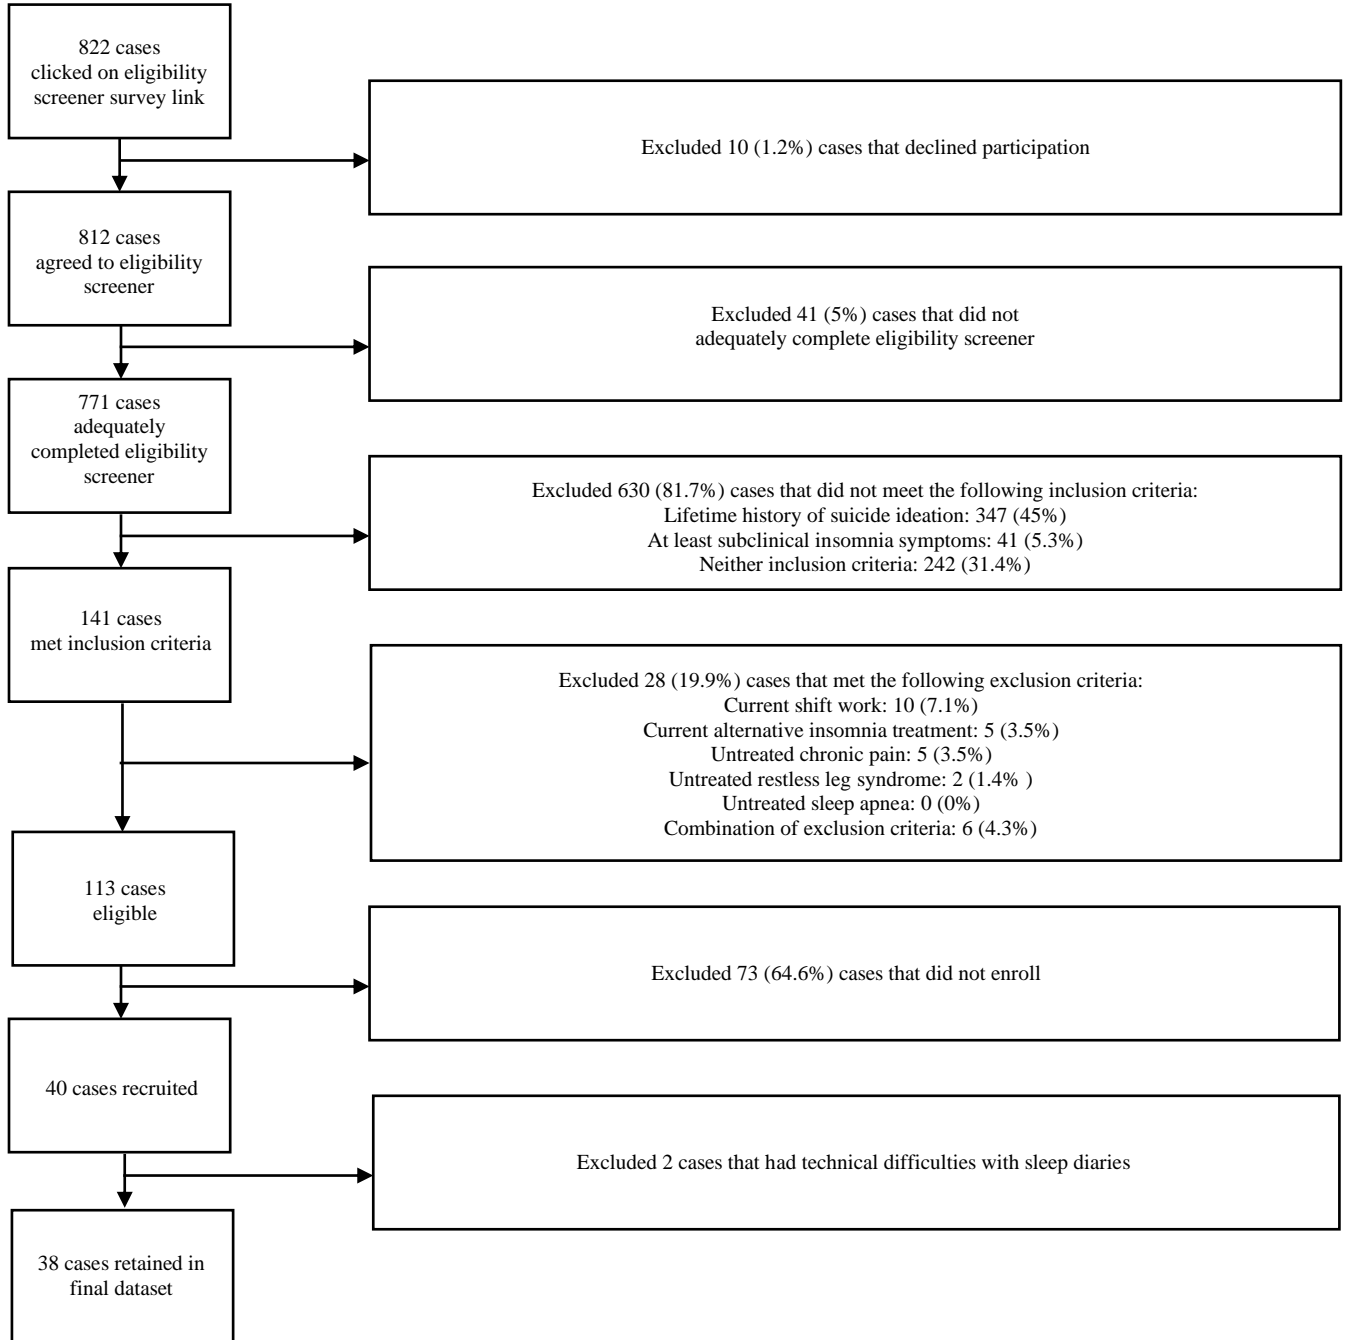 822 cases
clicked on eligibility
screener survey link
Excluded 10 (1.2%) cases that declined participation
812 cases
agreed to eligibility
screener
Excluded 41 (5%) cases that did not
adequately complete eligibility screener
771 cases
adequately
completed eligibility
screener
Excluded 630 (81.7%) cases that did not meet the following inclusion criteria:
Lifetime history of suicide ideation: 347 (45%)
At least subclinical insomnia symptoms: 41 (5.3%)
Neither inclusion criteria: 242 (31.4%)
141 cases
met inclusion criteria
Excluded 28 (19.9%) cases that met the following exclusion criteria:
Current shift work: 10 (7.1%)
Current alternative insomnia treatment: 5 (3.5%)
Untreated chronic pain: 5 (3.5%)
Untreated restless leg syndrome: 2 (1.4% )
Untreated sleep apnea: 0 (0%)
Combination of exclusion criteria: 6 (4.3%)
113 cases
eligible
Excluded 73 (64.6%) cases that did not enroll
40 cases recruited
Excluded 2 cases that had technical difficulties with sleep diaries
38 cases retained in
final dataset